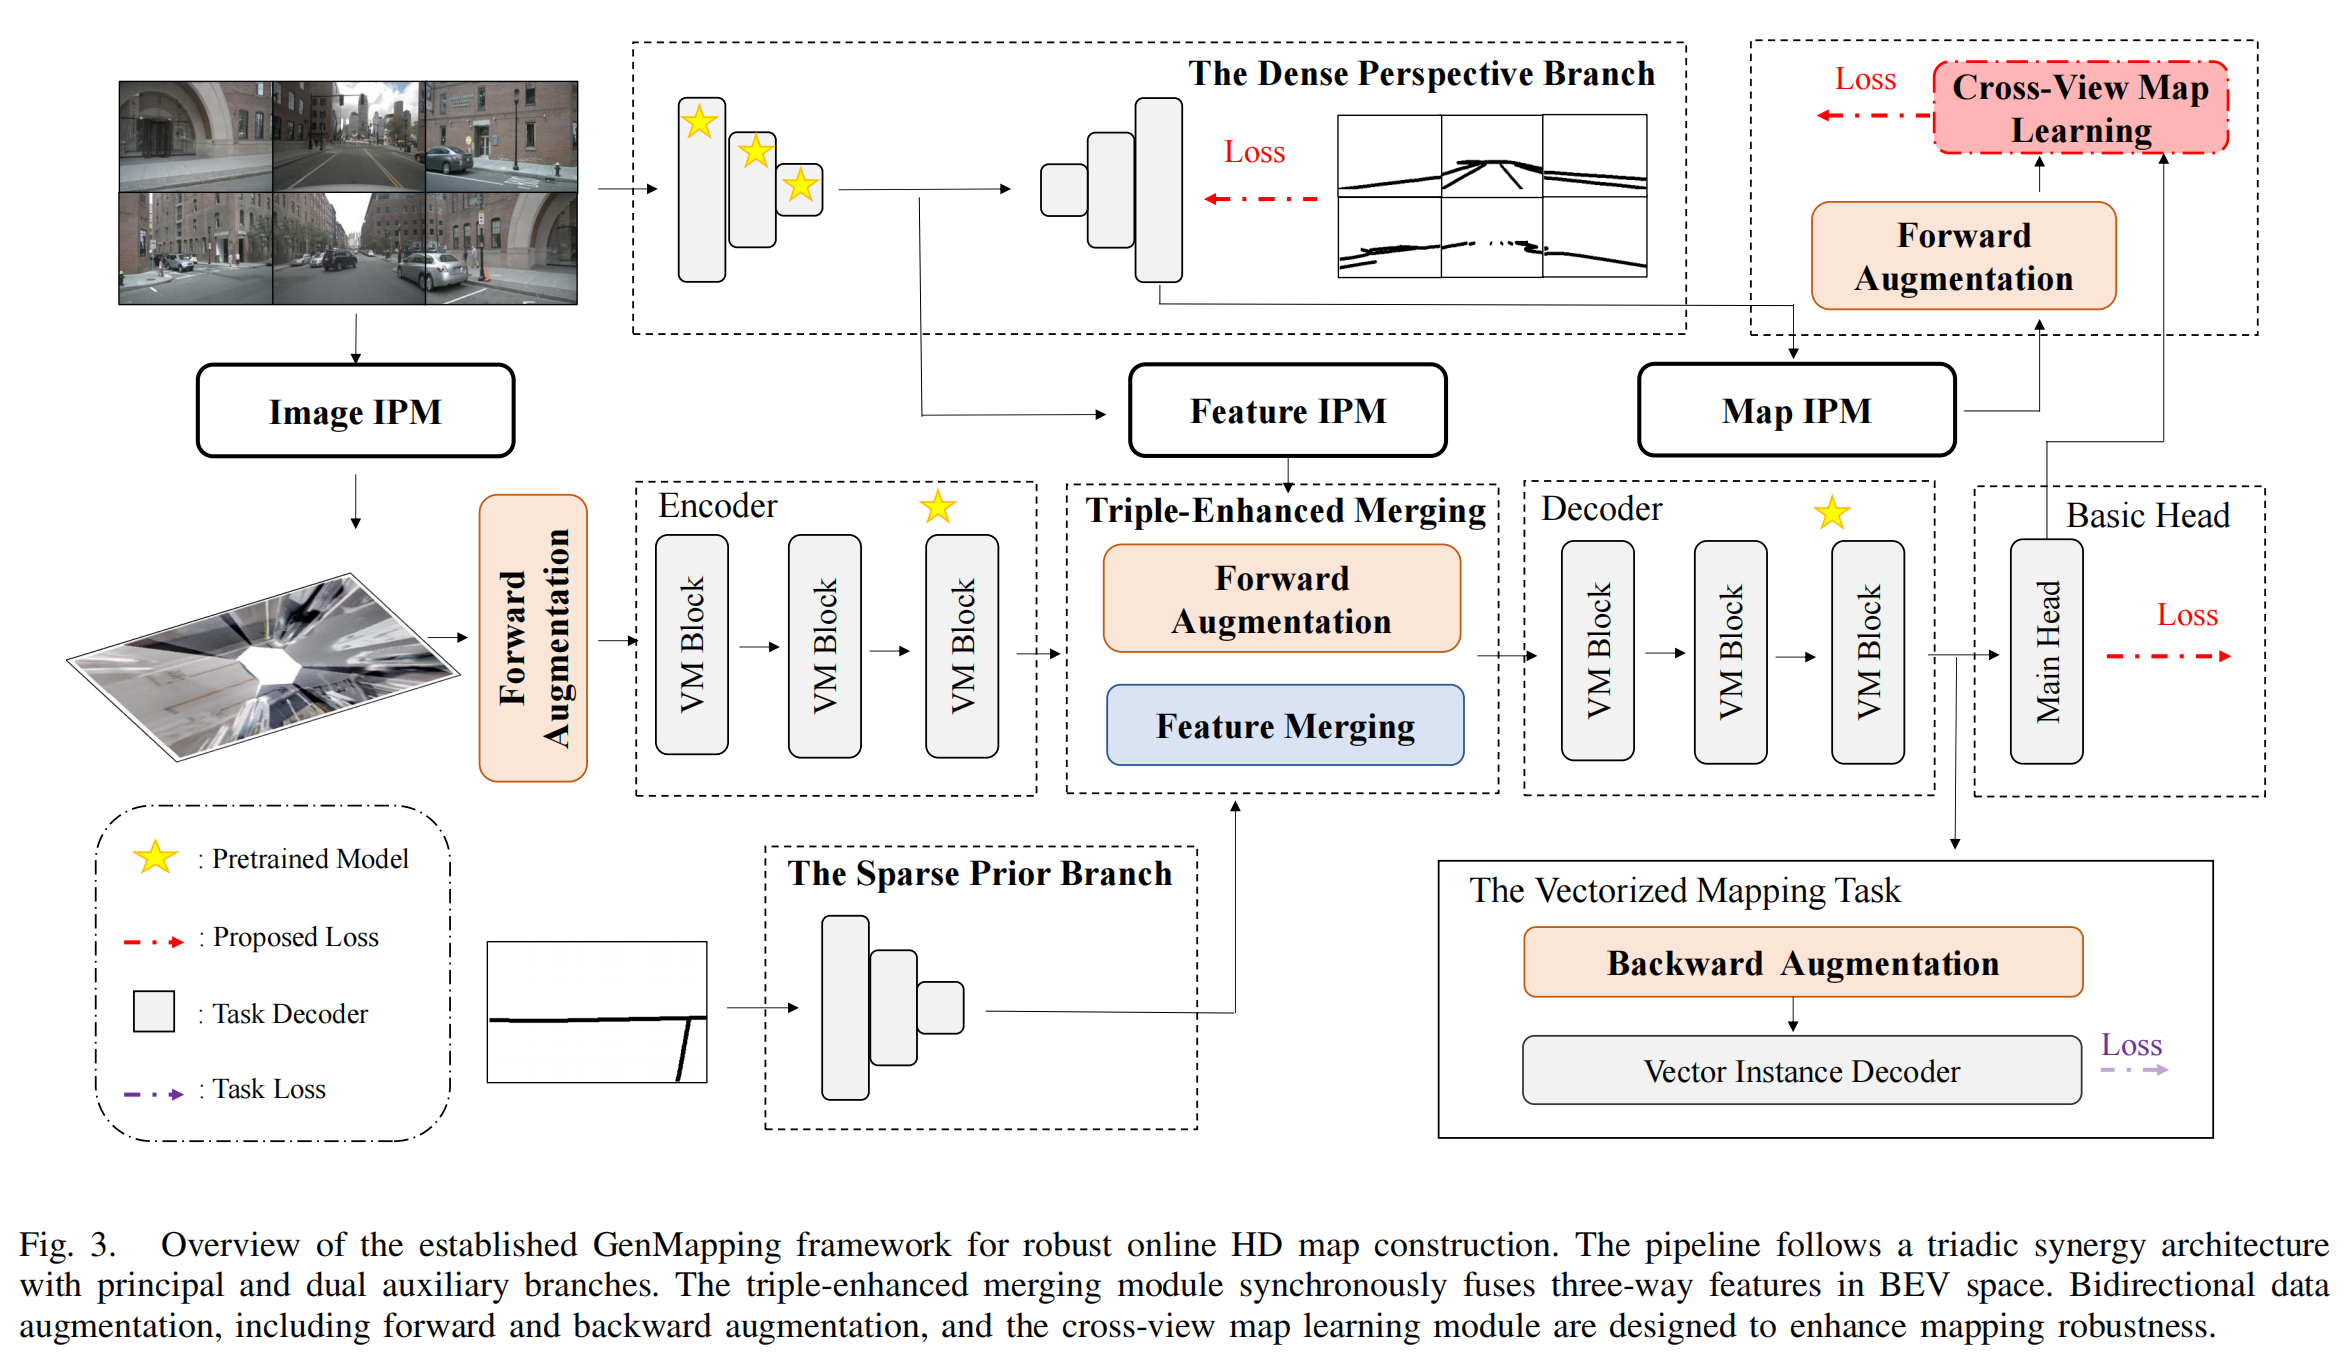 The Dense Perspective Branch
Loss
Loss
Cross-View Map
Learning
Forward
Augmentation
Image IPM
Feature IPM
Map IPM
Forward
Augmentation
Encoder
VM Block
VM Block
VM Block
Triple-Enhanced Merging
Forward
Augmentation
Feature Merging
Decoder
VM Block
VM Block
VM Block
Basic Head
Main Head
Loss
: Pretrained Model
: Proposed Loss
: Task Decoder
: Task Loss
The Sparse Prior Branch
The Vectorized Mapping Task
Backward Augmentation
Vector Instance Decoder
Loss
Fig. 3. Overview of the established GenMapping framework for robust online HD map construction. The pipeline follows a triadic synergy architecture
with principal and dual auxiliary branches. The triple-enhanced merging module synchronously fuses three-way features in BEV space. Bidirectional data
augmentation, including forward and backward augmentation, and the cross-view map learning module are designed to enhance mapping robustness.